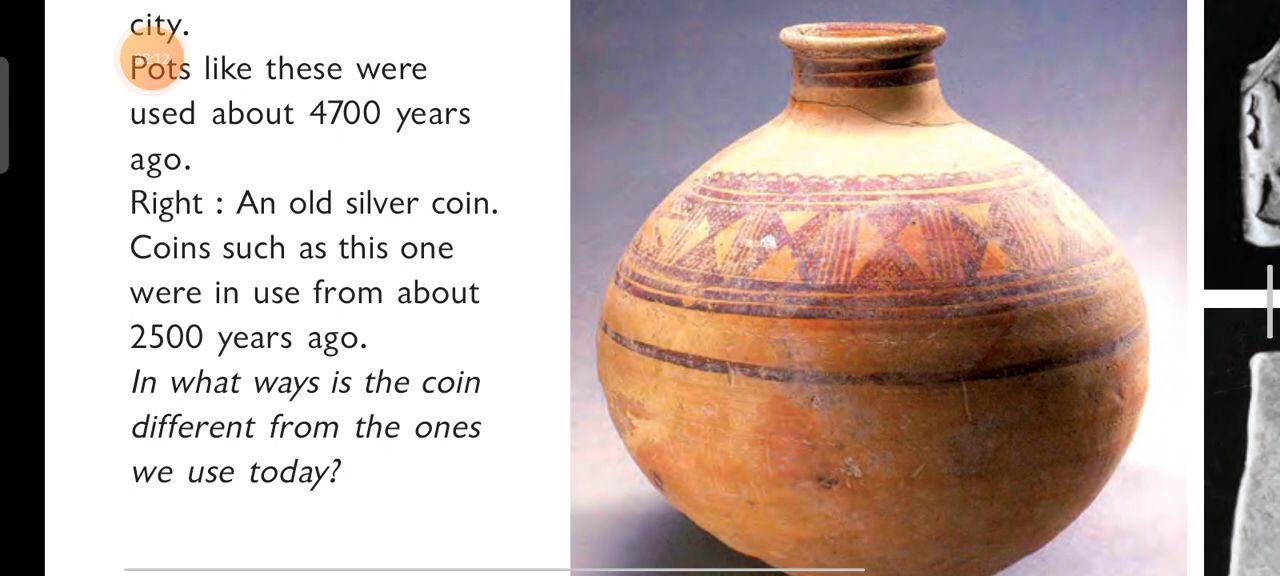 city.
Pots like these were
used about 4700 years
ago.
Right : An old silver coin.
Coins such as this one
were in use from about
2500 years ago.
In what ways is the coin
different from the ones
we use today?